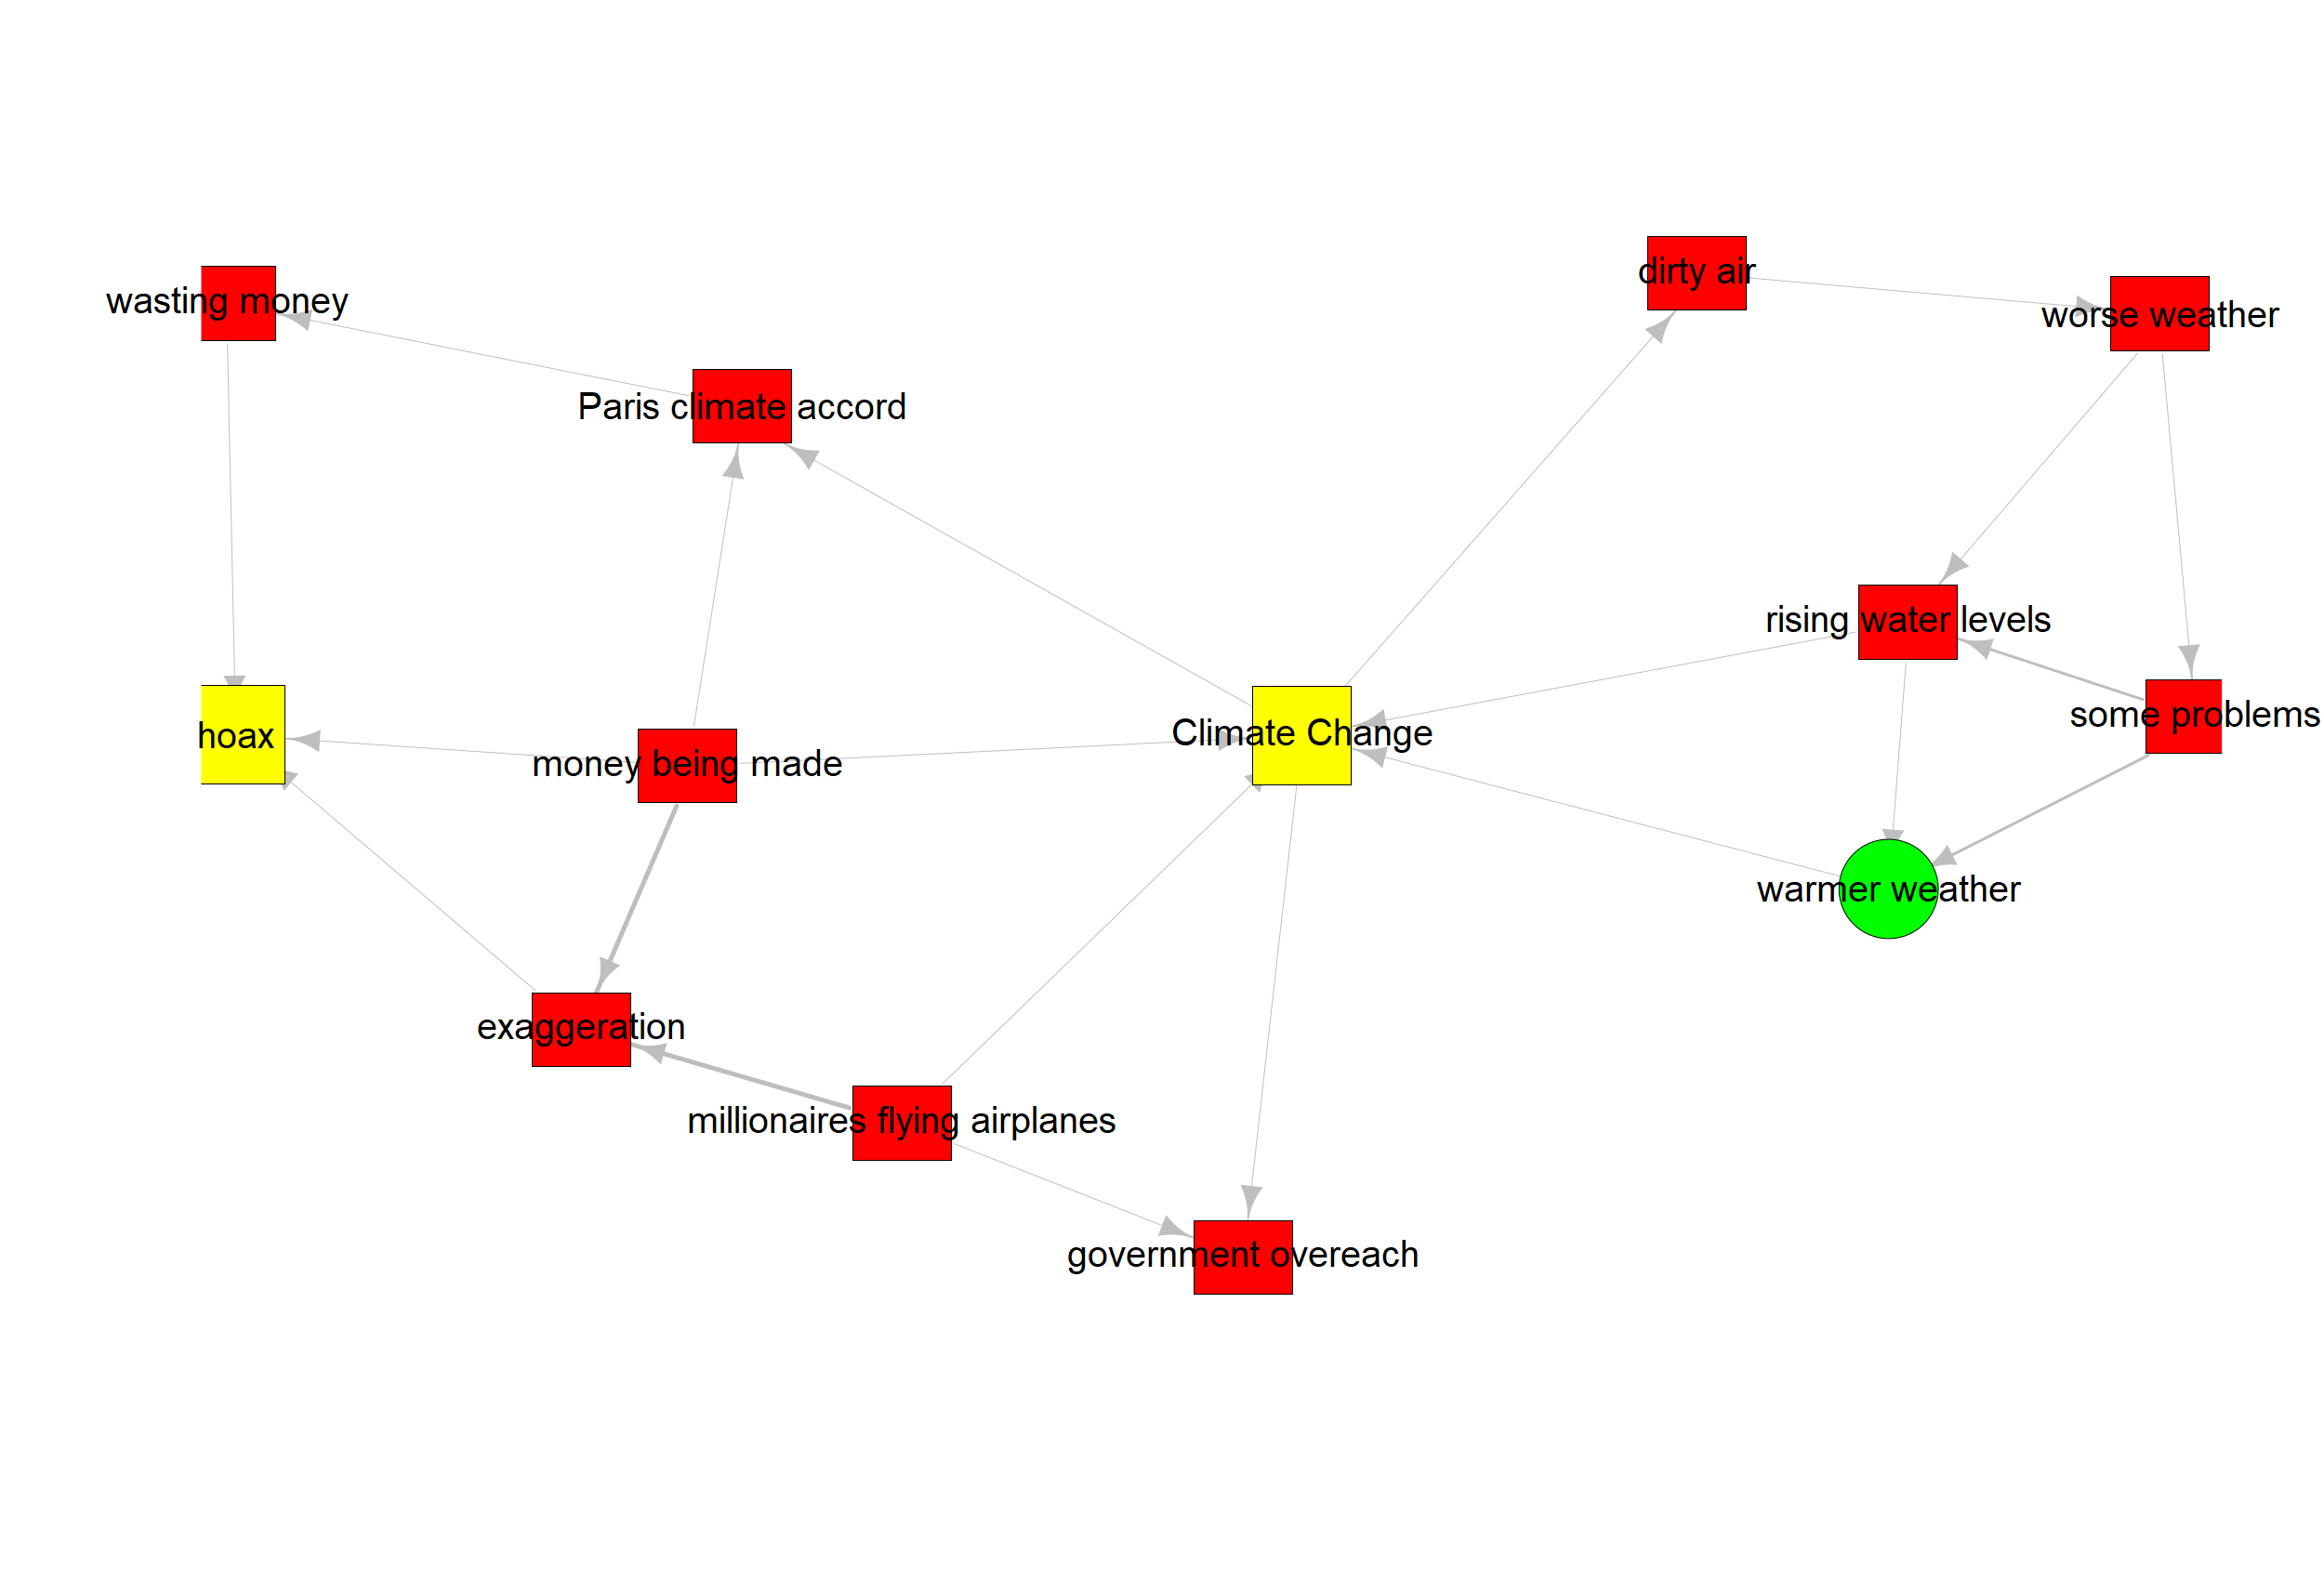 dirty air
wasting money
worse weather
Paris climate accord
rising water levels
some problems
hoax
Climate Change
money being made
warmer weather
exaggeration
millionaires flying airplanes
government overeach